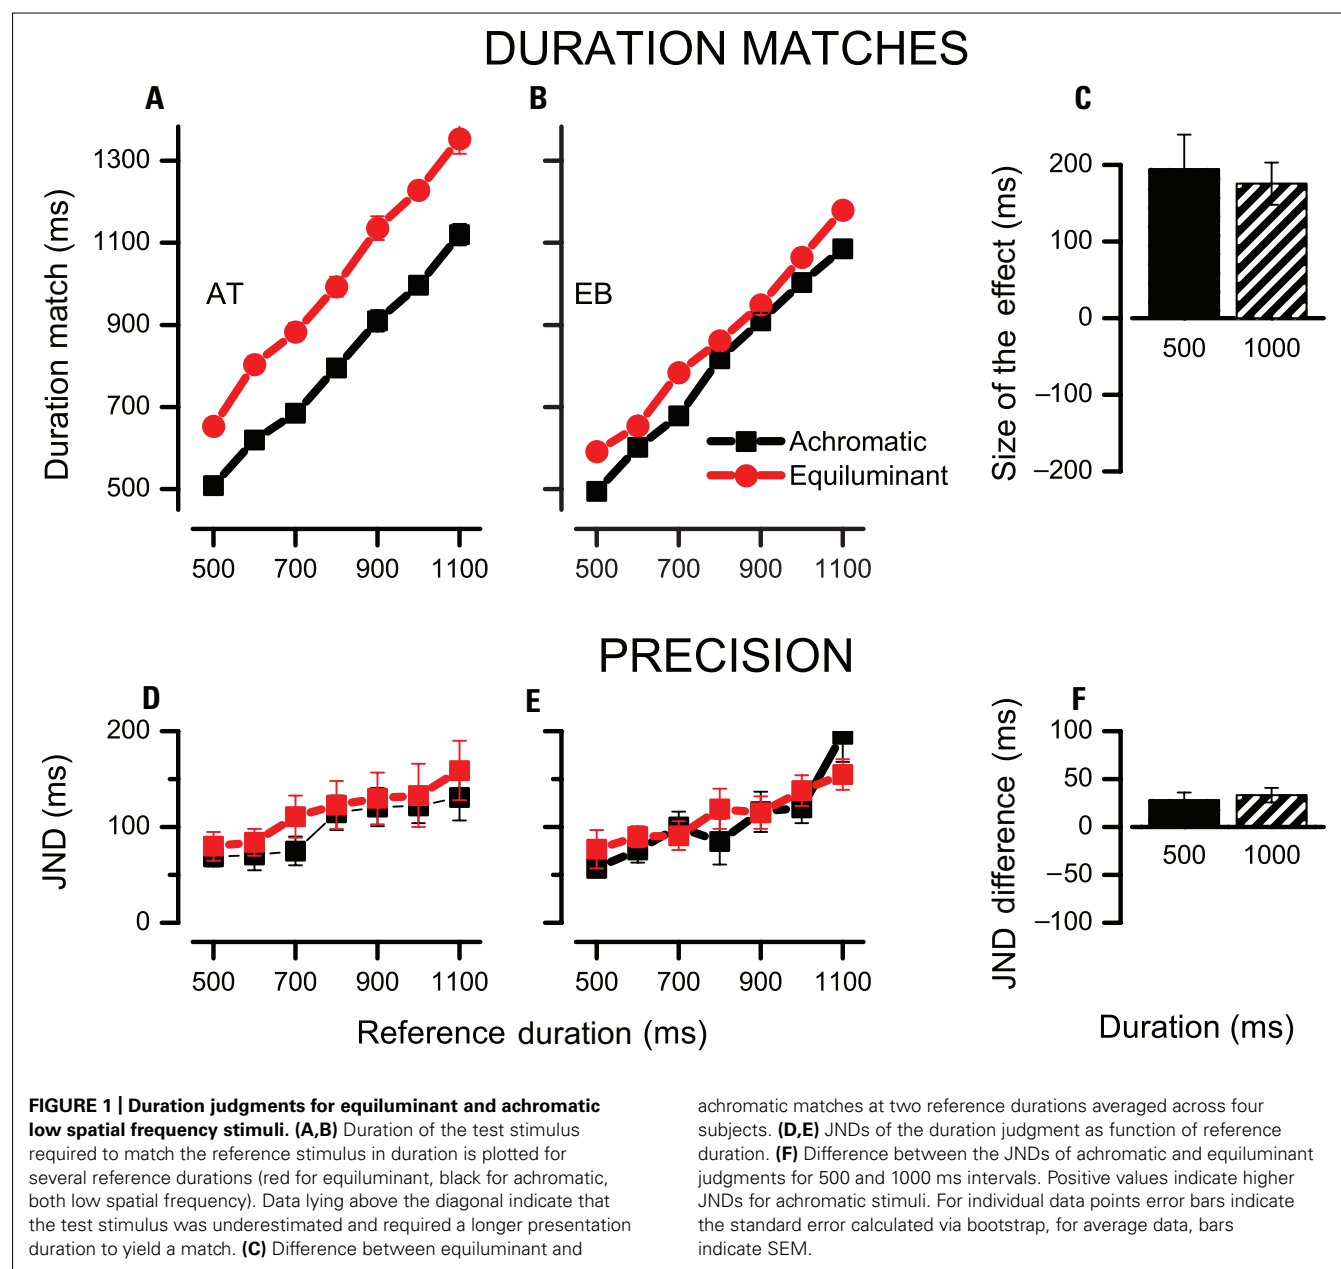 DURATION MATCHES
A
B
C
Duration match (ms)
1300
1100
900
700
500
AT
500 700 900 1100
EB
Achromatic
Equiluminant
500 700 900 1100
Size of the effect (ms)
200
100
0
−100
−200
500 1000
PRECISION
D
E
F
JND (ms)
200
100
0
500 700 900 1100
500 700 900 1100
Reference duration (ms)
JND difference (ms)
100
50
0
−50
−100
500 1000
Duration (ms)
FIGURE 1 | Duration judgments for equiluminant and achromatic
low spatial frequency stimuli. (A,B) Duration of the test stimulus
required to match the reference stimulus in duration is plotted for
several reference durations (red for equiluminant, black for achromatic,
both low spatial frequency). Data lying above the diagonal indicate that
the test stimulus was underestimated and required a longer presentation
duration to yield a match. (C) Difference between equiluminant and
achromatic matches at two reference durations averaged across four
subjects. (D,E) JNDs of the duration judgment as function of reference
duration. (F) Difference between the JNDs of achromatic and equiluminant
judgments for 500 and 1000 ms intervals. Positive values indicate higher
JNDs for achromatic stimuli. For individual data points error bars indicate
the standard error calculated via bootstrap, for average data, bars
indicate SEM.